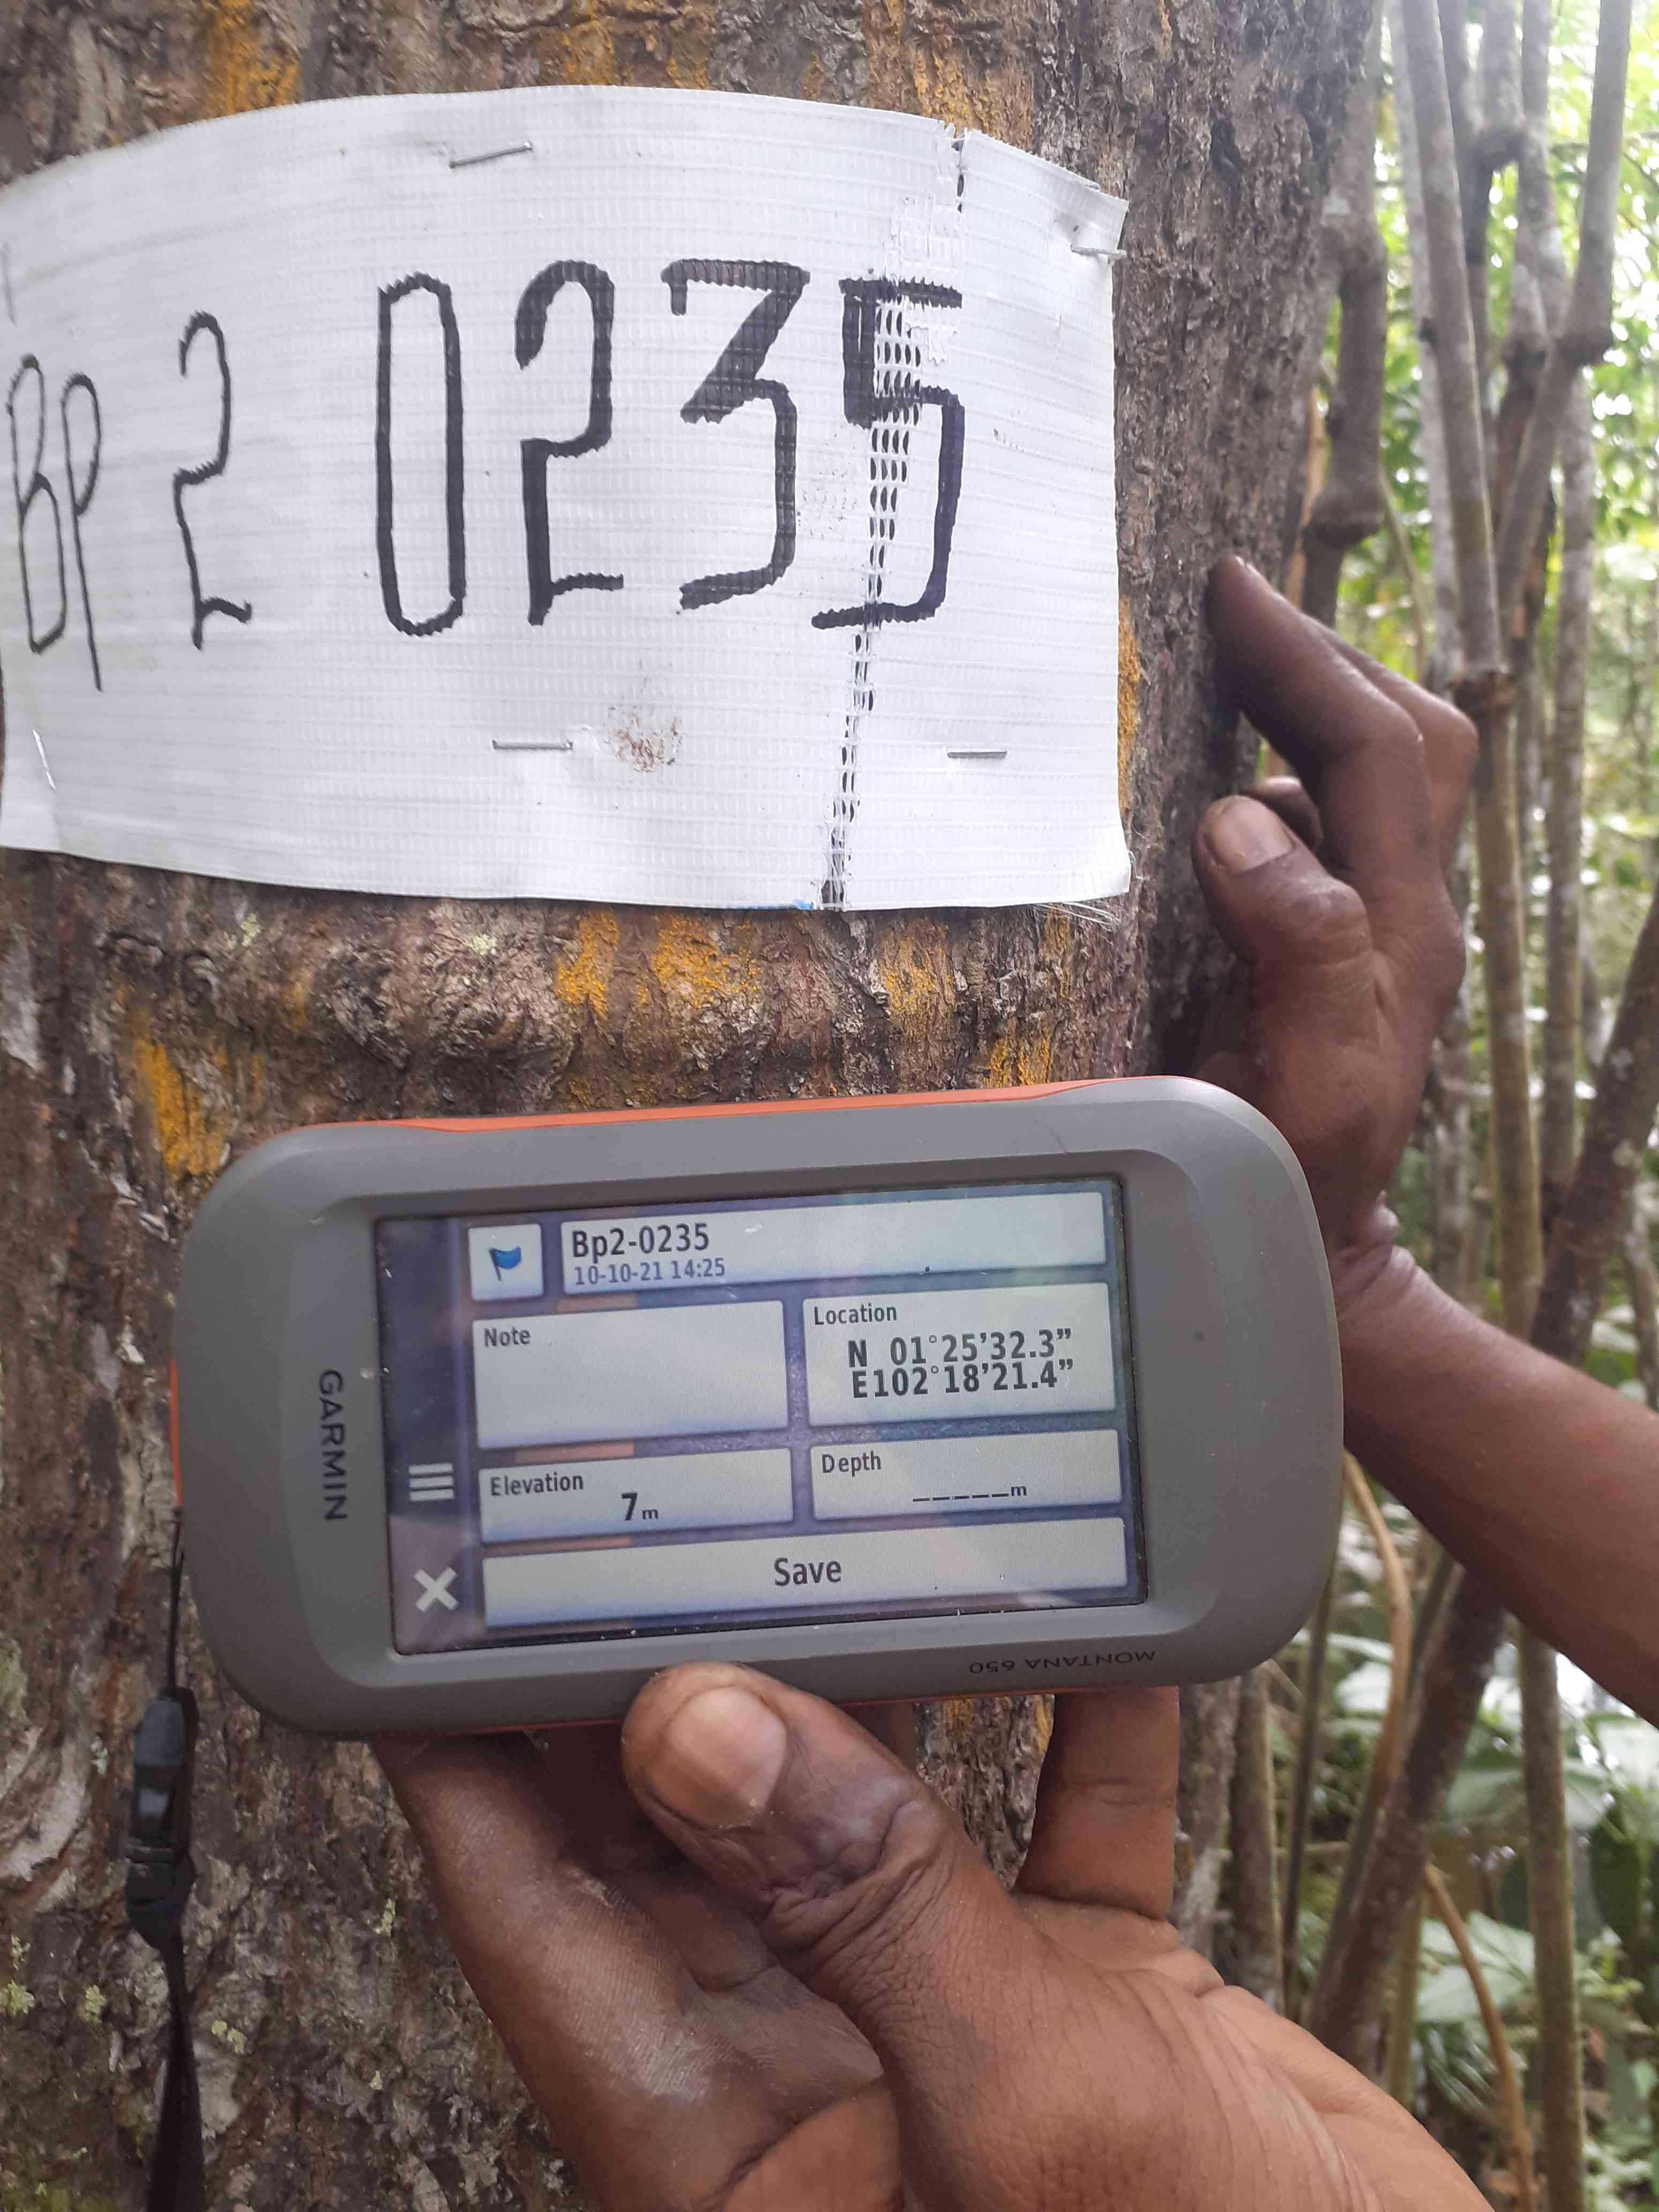 BP 2 0235
Bp2-0235
10-10-21 14:25
Note
Location
N 01°25'32.3"
E102°18'21.4"
Elevation
7m
Depth
_____m
Save
GARMIN
MONTANA 650